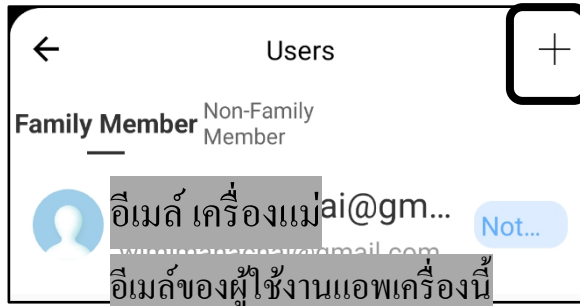 Users
Family Member
Non-Family
Member
อีเมล์ เครื่องแม่ai@gm...
Not...
อีเมล์ของผู้ใช้งานแอพเครื่องนี้